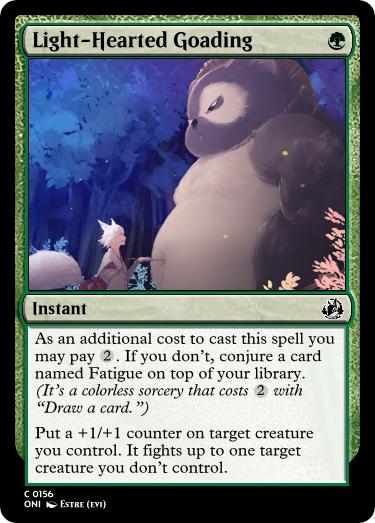 Light-Hearted Goading
Instant
As an additional cost to cast this spell you
may pay 2. If you don't, conjure a card
named Fatigue on top of your library.
(It's a colorless sorcery that costs 2 with
“Draw a card.”)
Put a +1/+1 counter on target creature
you control. It fights up to one target
creature you don't control.
C 0156
ONI Estre (evi)